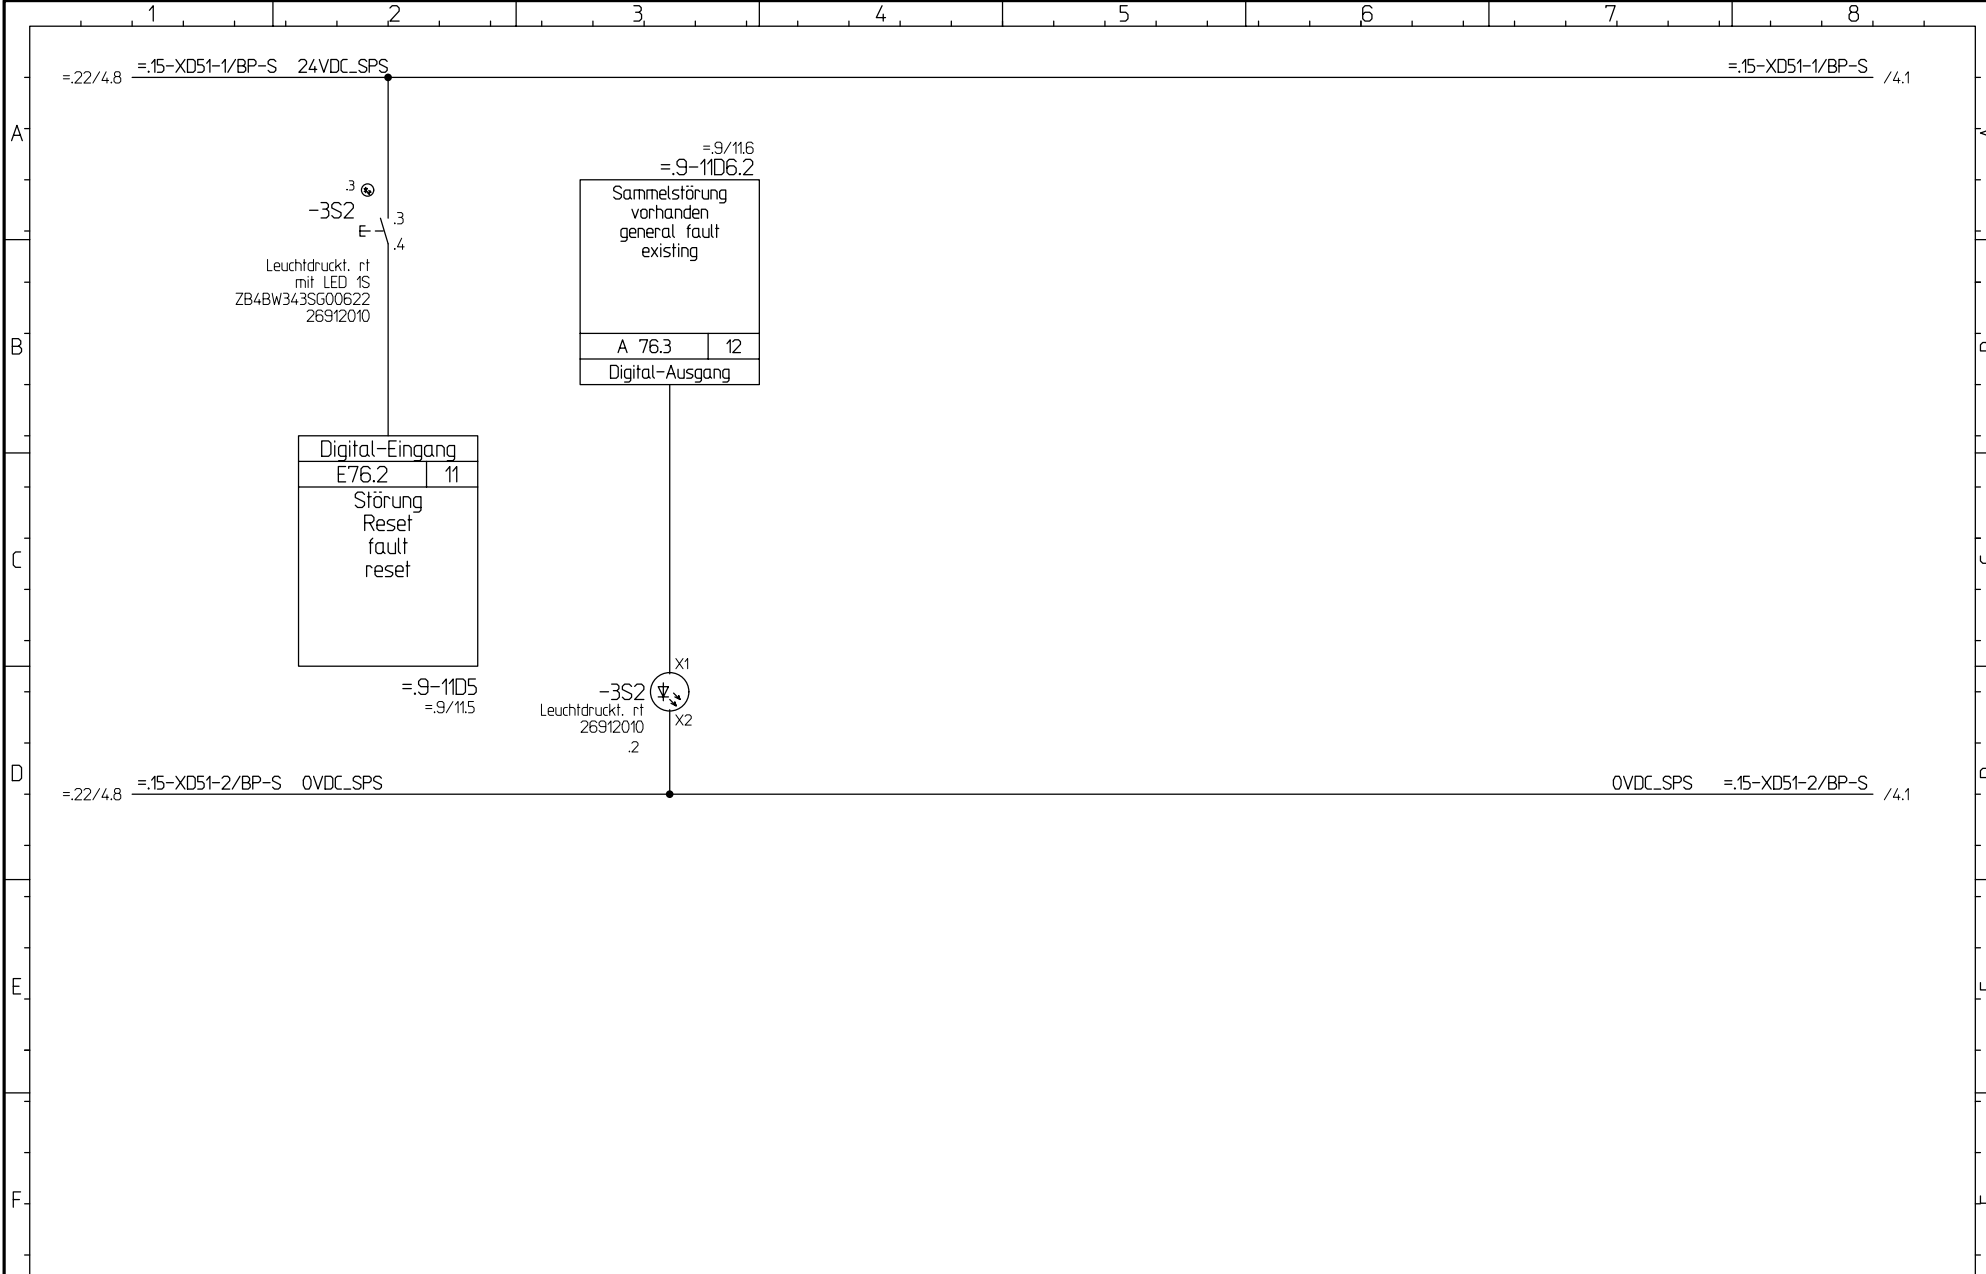 1 2 3 4 5 6 7 8
=.22/4.8 =.15-XD51-1/BP-S 24VDC_SPS =.15-XD51-1/BP-S /4.1
A
=.9/11.6
=.9-11D6.2
.3
-3S2
.3
.4
Leuchtdruckt. rt
mit LED 1S
ZB4BW343SG00622
26912010
Sammelstörung
vorhanden
general fault
existing
B
A 76.3 12
Digital-Ausgang
Digital-Eingang
E76.2 11
Störung
Reset
fault
reset
C
=.9-11D5
=.9/11.5
X1
-3S2
Leuchtdruckt. rt
26912010
.2
X2
D
=.22/4.8 =.15-XD51-2/BP-S 0VDC_SPS 0VDC_SPS =.15-XD51-2/BP-S /4.1
E
F